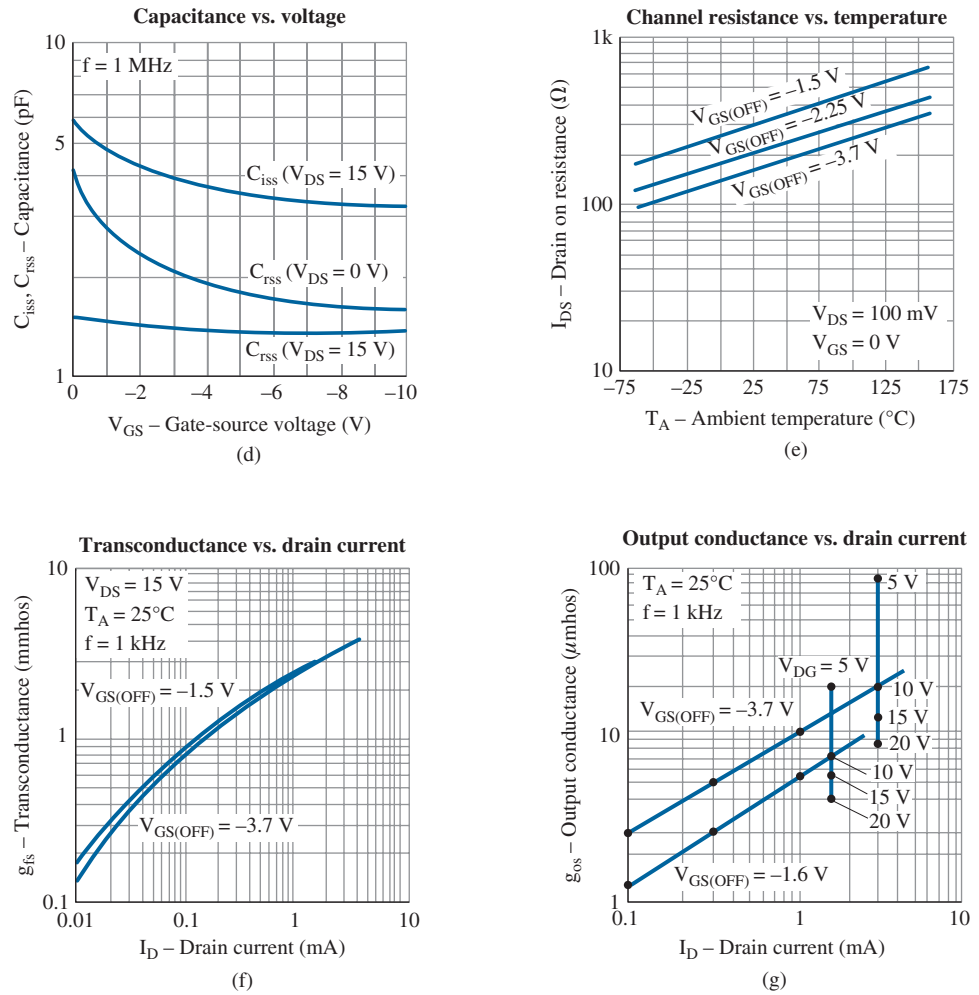 Capacitance vs. voltage
10
f = 1 MHz
5
1
C_iss, C_rss – Capacitance (pF)
C_iss (V_DS = 15 V)
C_rss (V_DS = 0 V)
C_rss (V_DS = 15 V)
0 –2 –4 –6 –8 –10
V_GS – Gate-source voltage (V)
(d)
Channel resistance vs. temperature
1k
100
10
I_DS – Drain on resistance (Ω)
V_GS(OFF) = –1.5 V
V_GS(OFF) = –2.25 V
V_GS(OFF) = –3.7 V
V_DS = 100 mV
V_GS = 0 V
–75 –25 25 75 125 175
T_A – Ambient temperature (°C)
(e)
Transconductance vs. drain current
10
1
0.1
g_fs – Transconductance (mmhos)
V_DS = 15 V
T_A = 25°C
f = 1 kHz
V_GS(OFF) = –1.5 V
V_GS(OFF) = –3.7 V
0.01 0.1 1 10
I_D – Drain current (mA)
(f)
Output conductance vs. drain current
100
10
1
g_os – Output conductance (μmhos)
T_A = 25°C
f = 1 kHz
5 V
V_DG = 5 V
10 V
V_GS(OFF) = –3.7 V
15 V
20 V
10 V
15 V
20 V
V_GS(OFF) = –1.6 V
0.1 1 10
I_D – Drain current (mA)
(g)